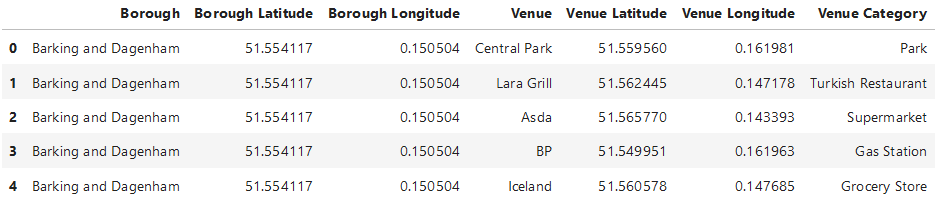 Borough Borough Latitude Borough Longitude Venue Venue Latitude Venue Longitude Venue Category
0 Barking and Dagenham 51.554117 0.150504 Central Park 51.559560 0.161981 Park
1 Barking and Dagenham 51.554117 0.150504 Lara Grill 51.562445 0.147178 Turkish Restaurant
2 Barking and Dagenham 51.554117 0.150504 Asda 51.565770 0.143393 Supermarket
3 Barking and Dagenham 51.554117 0.150504 BP 51.549951 0.161963 Gas Station
4 Barking and Dagenham 51.554117 0.150504 Iceland 51.560578 0.147685 Grocery Store